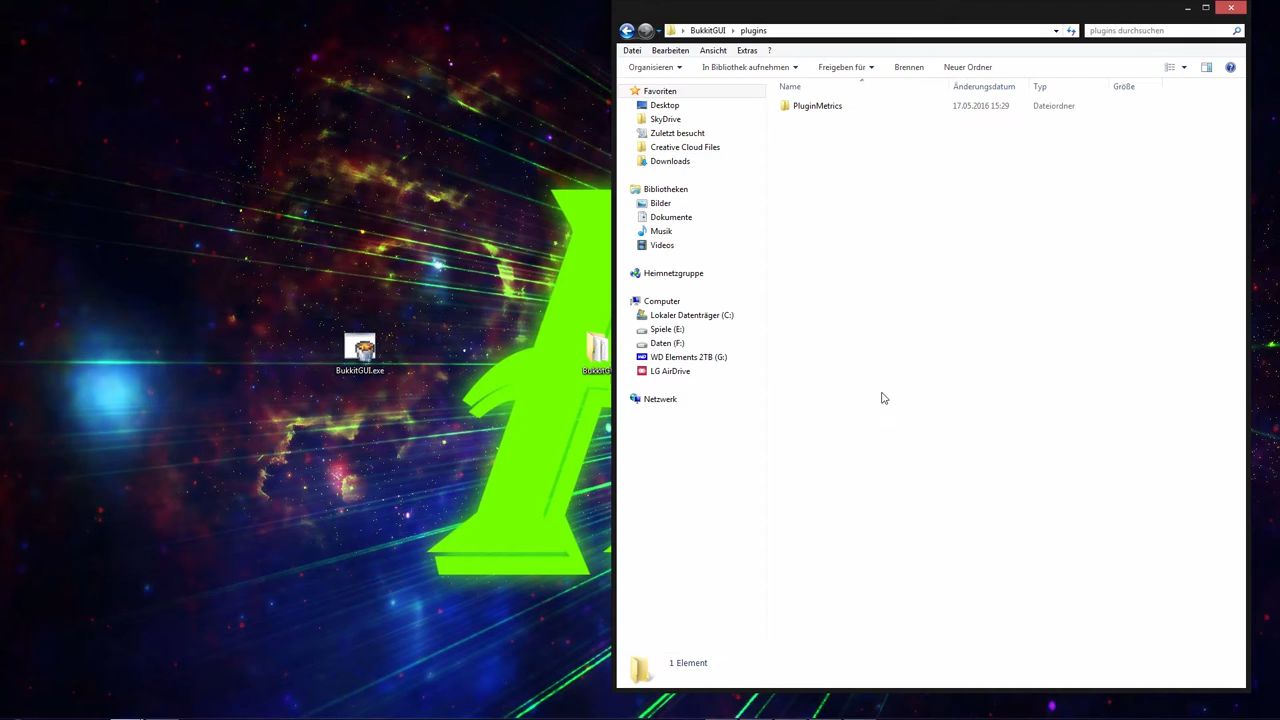 BukkitGUI
plugins
plugins durchsuchen
Datei
Bearbeiten
Ansicht
Extras
?
Organisieren
In Bibliothek aufnehmen
Freigeben für
Brennen
Neuer Ordner
Name
Änderungsdatum
Typ
Größe
PluginMetrics
17.05.2016 15:29
Dateiordner
Favoriten
Desktop
SkyDrive
Zuletzt besucht
Creative Cloud Files
Downloads
Bibliotheken
Bilder
Dokumente
Musik
Videos
Heimnetzgruppe
Computer
Lokaler Datenträger (C:)
Spiele (E:)
Daten (F:)
WD Elements 2TB (G:)
LG AirDrive
Netzwerk
1 Element
BukkitGUI.exe